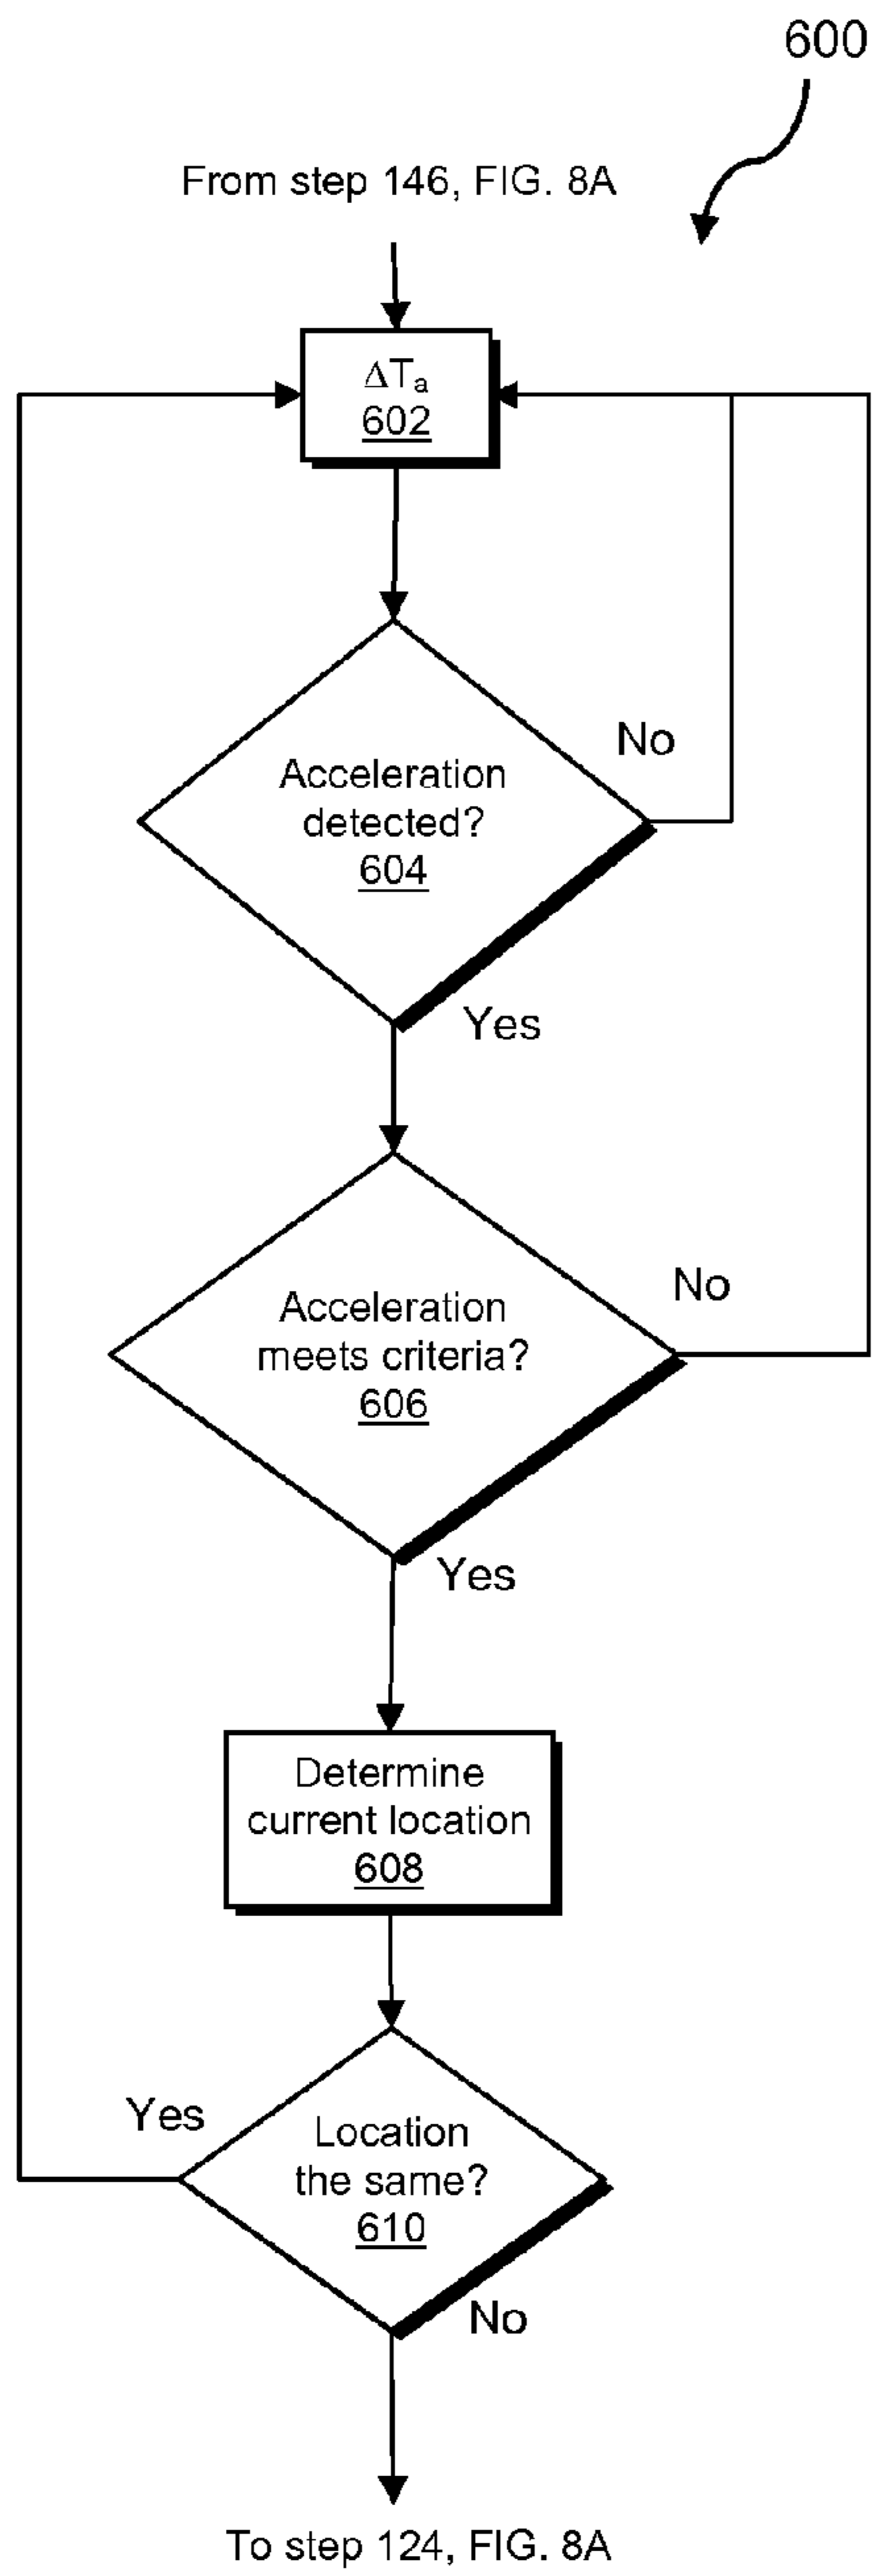 600
From step 146, FIG. 8A
ΔTₐ
602
Acceleration
detected?
604
No
Yes
Acceleration
meets criteria?
606
No
Yes
Determine
current location
608
Yes
Location
the same?
610
No
To step 124, FIG. 8A